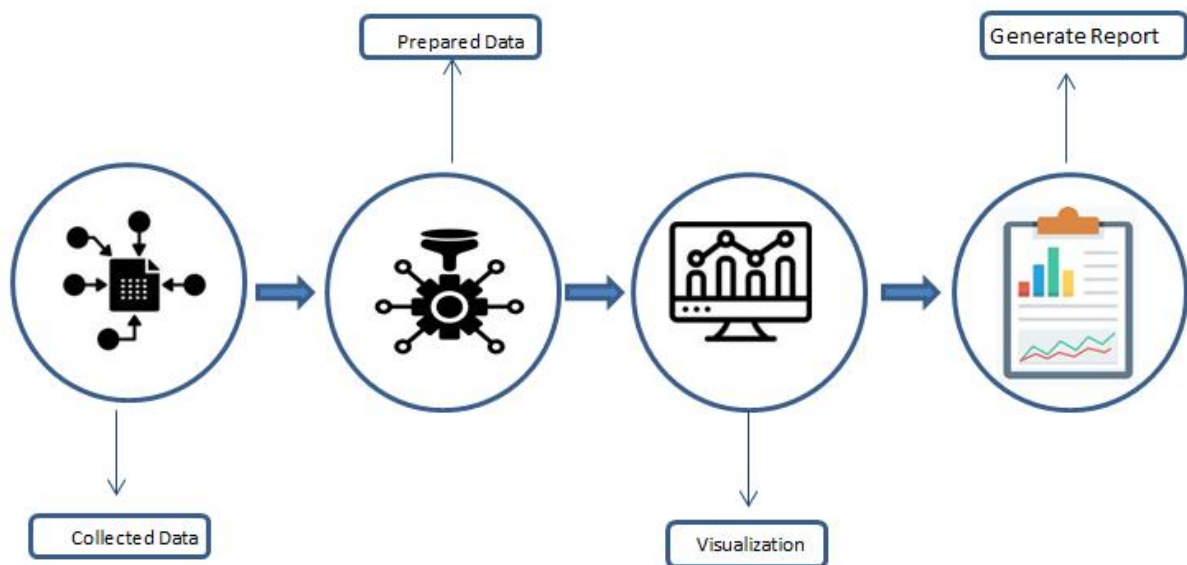 Prepared Data
Generate Report
Collected Data
Visualization